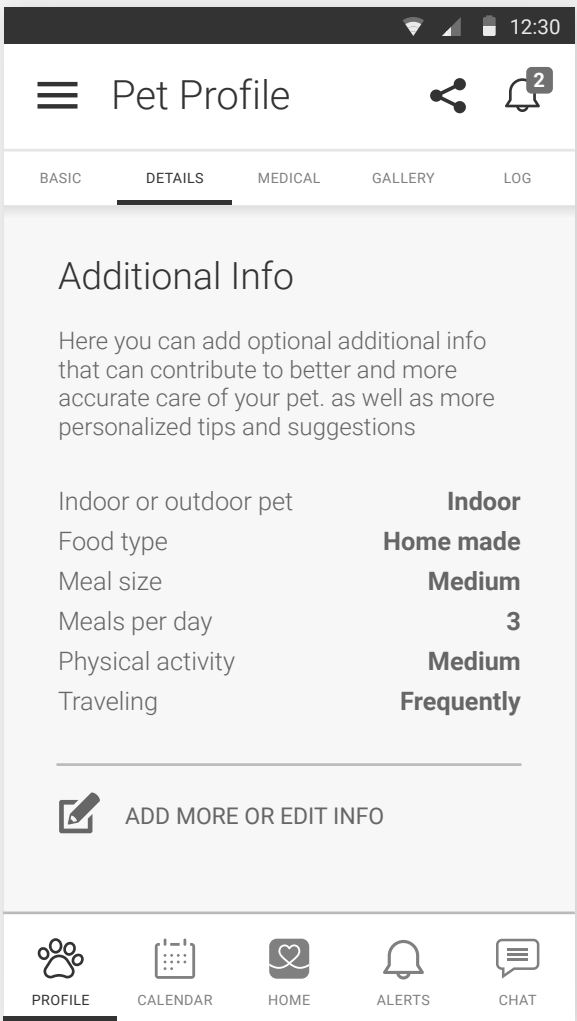 12:30
Pet Profile
2
BASIC DETAILS MEDICAL GALLERY LOG
Additional Info
Here you can add optional additional info
that can contribute to better and more
accurate care of your pet. as well as more
personalized tips and suggestions
Indoor or outdoor pet Indoor
Food type Home made
Meal size Medium
Meals per day 3
Physical activity Medium
Traveling Frequently
ADD MORE OR EDIT INFO
PROFILE CALENDAR HOME ALERTS CHAT